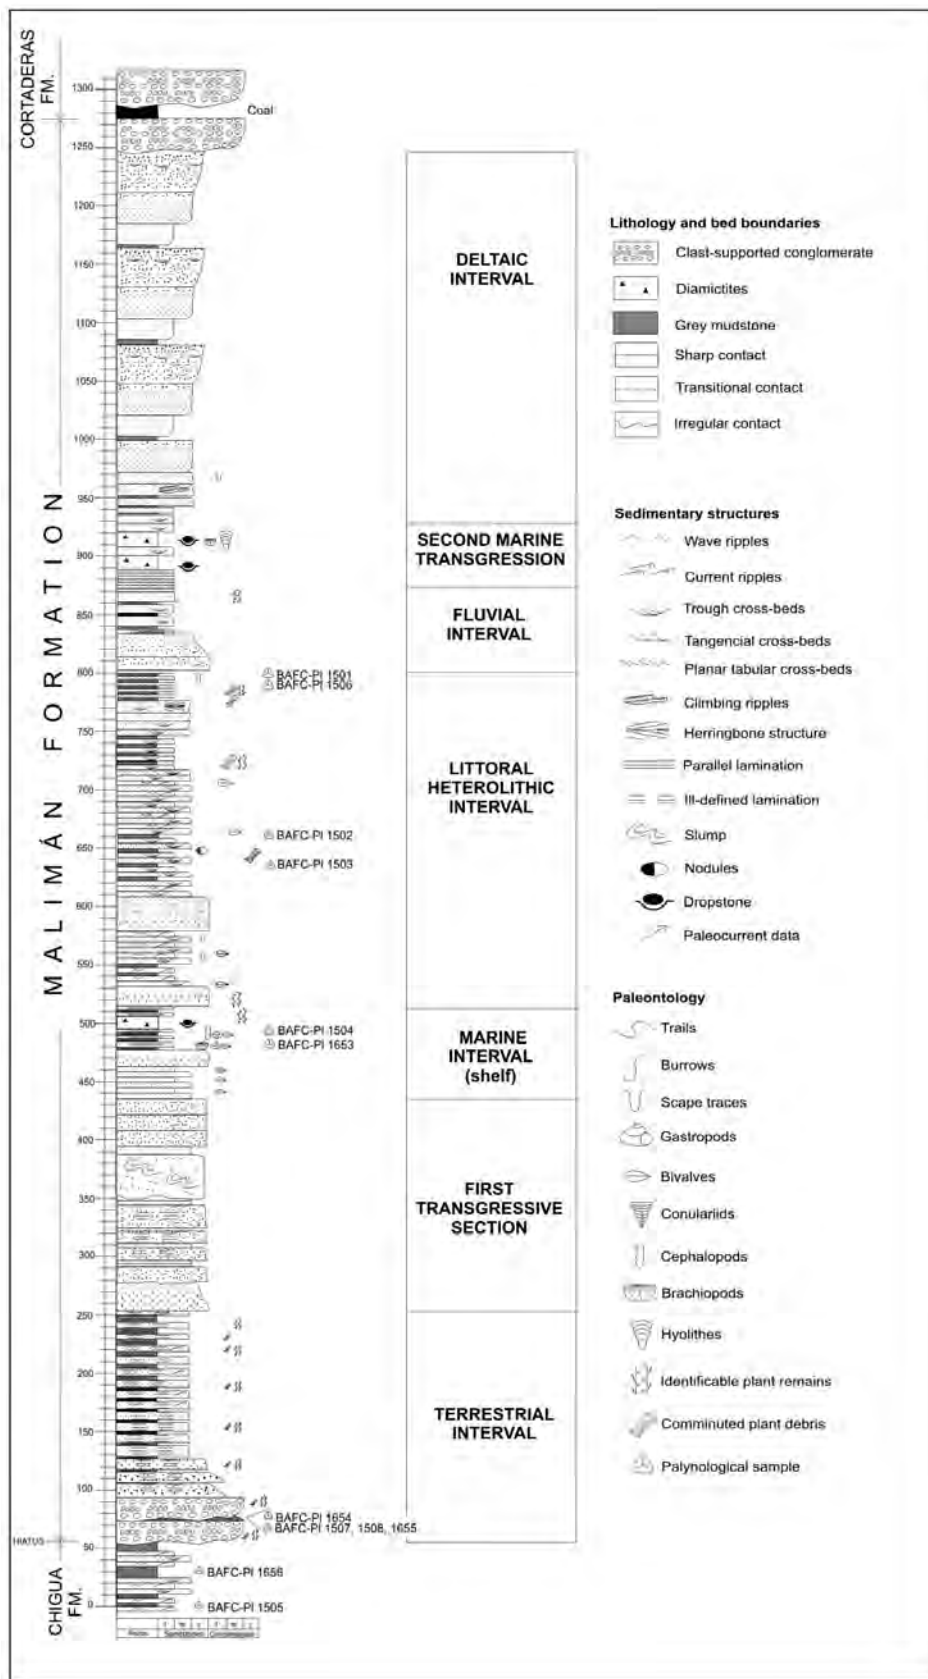 CORTADERAS
FM.
MALIMÁN FORMATION
HIATUS
CHIGUA
FM.
1300
1250
1200
1150
1100
1050
1000
950
900
850
800
750
700
650
600
550
500
450
400
350
300
250
200
150
100
50
0
Coal
BAFC-Pl 1501
BAFC-Pl 1506
BAFC-Pl 1502
BAFC-Pl 1503
BAFC-Pl 1504
BAFC-Pl 1653
BAFC-Pl 1654
BAFC-Pl 1507, 1508, 1655
BAFC-Pl 1656
BAFC-Pl 1505
DELTAIC
INTERVAL
SECOND MARINE
TRANSGRESSION
FLUVIAL
INTERVAL
LITTORAL
HETEROLITHIC
INTERVAL
MARINE
INTERVAL
(shelf)
FIRST
TRANSGRESSIVE
SECTION
TERRESTRIAL
INTERVAL
Lithology and bed boundaries
Clast-supported conglomerate
Diamictites
Grey mudstone
Sharp contact
Transitional contact
Irregular contact
Sedimentary structures
Wave ripples
Current ripples
Trough cross-beds
Tangencial cross-beds
Planar tabular cross-beds
Climbing ripples
Herringbone structure
Parallel lamination
Ill-defined lamination
Slump
Nodules
Dropstone
Paleocurrent data
Paleontology
Trails
Burrows
Scape traces
Gastropods
Bivalves
Conulariids
Cephalopods
Brachiopods
Hyolithes
Identificable plant remains
Comminuted plant debris
Palynological sample